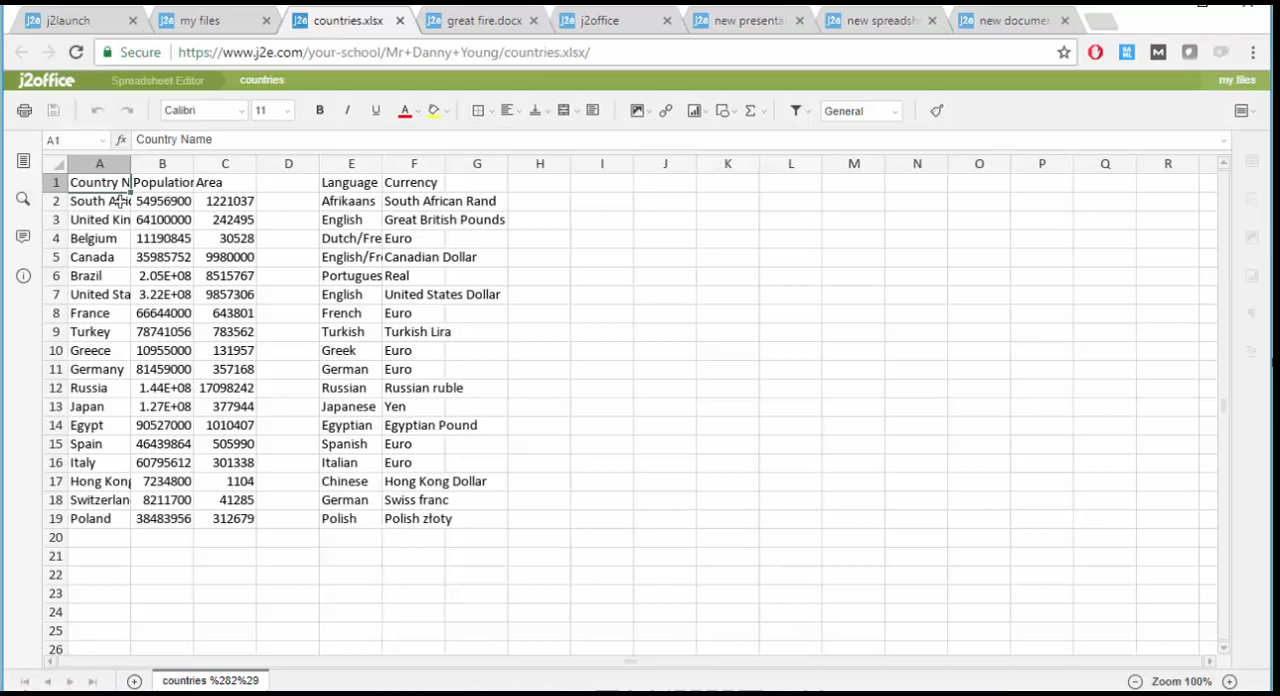 j2launch my files countries.xlsx great fire.docx j2office new presenta new spreadsh new documen
Secure https://www.j2e.com/your-school/Mr+Danny+Young/countries.xlsx/
j2office Spreadsheet Editor countries my files
Calibri 11 B I U A Σ General
A1 fx Country Name
A B C D E F G H I J K L M N O P Q R
1 Country N Population Area Language Currency
2 South Afric 54956900 1221037 Afrikaans South African Rand
3 United Kin 64100000 242495 English Great British Pounds
4 Belgium 11190845 30528 Dutch/Fre Euro
5 Canada 35985752 9980000 English/Fr Canadian Dollar
6 Brazil 2.05E+08 8515767 Portugues Real
7 United Sta 3.22E+08 9857306 English United States Dollar
8 France 66644000 643801 French Euro
9 Turkey 78741056 783562 Turkish Turkish Lira
10 Greece 10955000 131957 Greek Euro
11 Germany 81459000 357168 German Euro
12 Russia 1.44E+08 17098242 Russian Russian ruble
13 Japan 1.27E+08 377944 Japanese Yen
14 Egypt 90527000 1010407 Egyptian Egyptian Pound
15 Spain 46439864 505990 Spanish Euro
16 Italy 60795612 301338 Italian Euro
17 Hong Kong 7234800 1104 Chinese Hong Kong Dollar
18 Switzerlan 8211700 41285 German Swiss franc
19 Poland 38483956 312679 Polish Polish złoty
20
21
22
23
24
25
26
countries %282%29 Zoom 100%